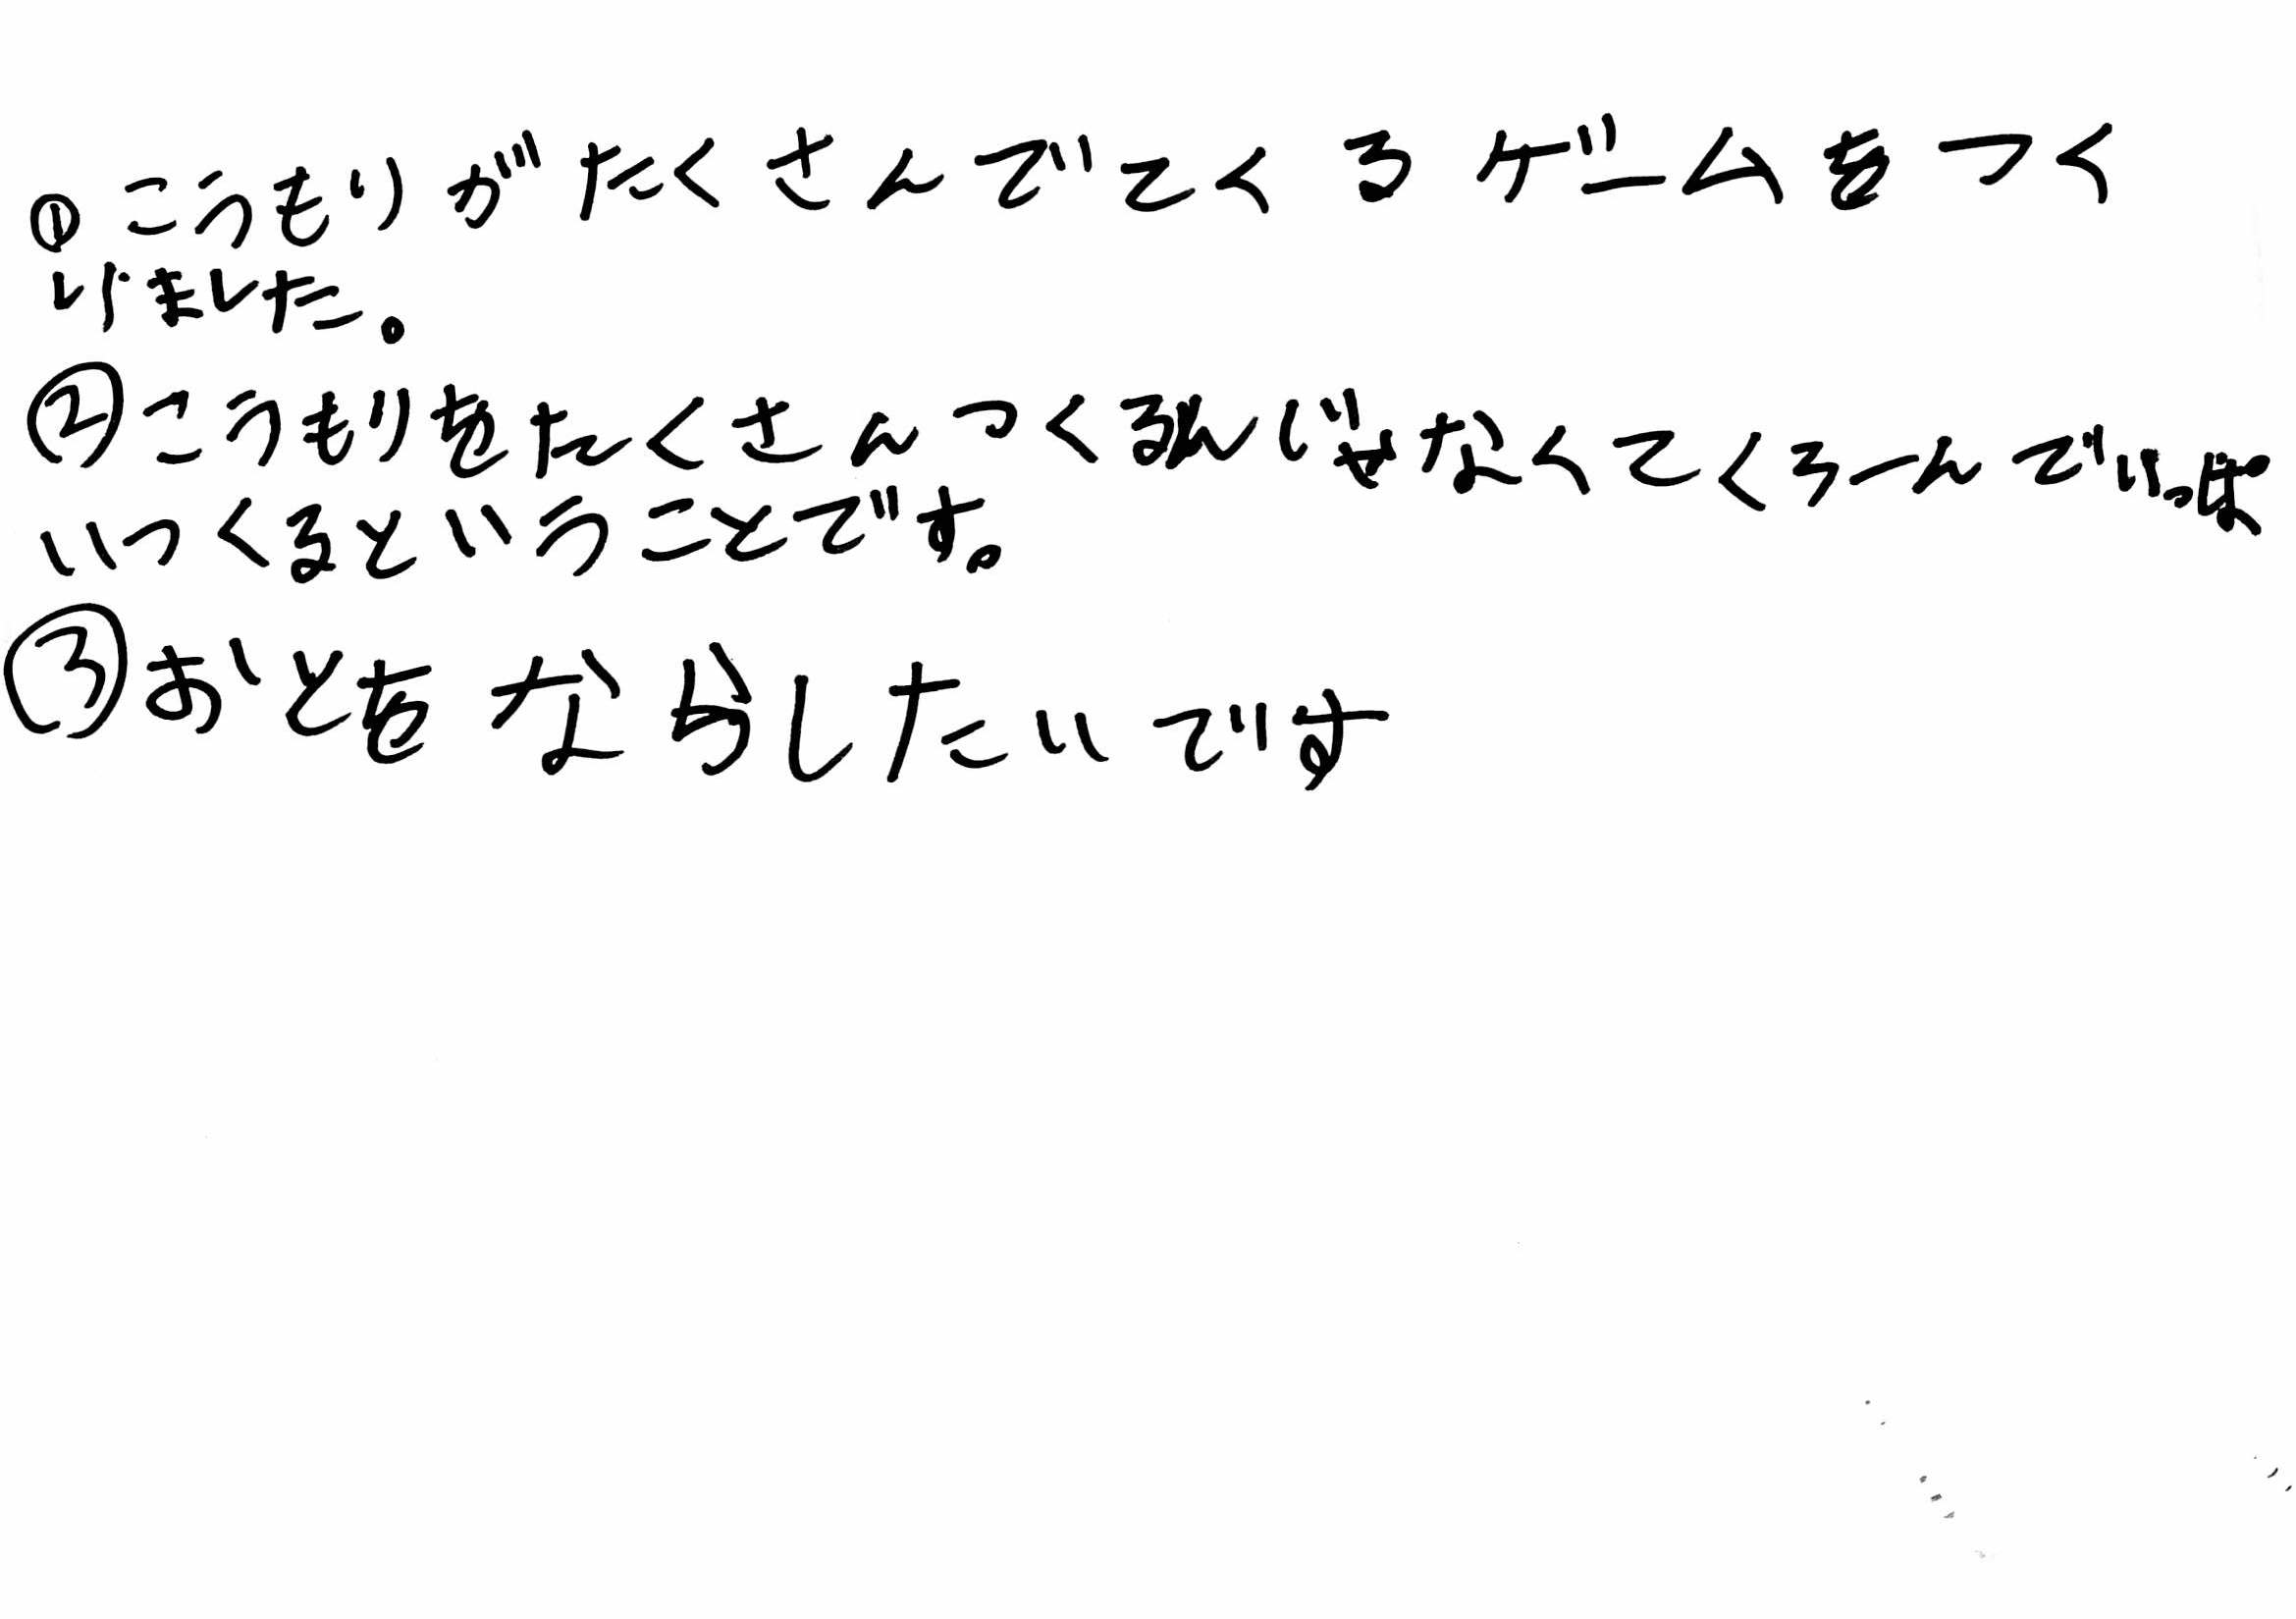 ①こうもりがたくさんでてくるゲームをつく
りました。
②こうもりをたくさんつくるんじゃなくてくろーんでいっぱ
いつくるということです。
③おとをならしたいです